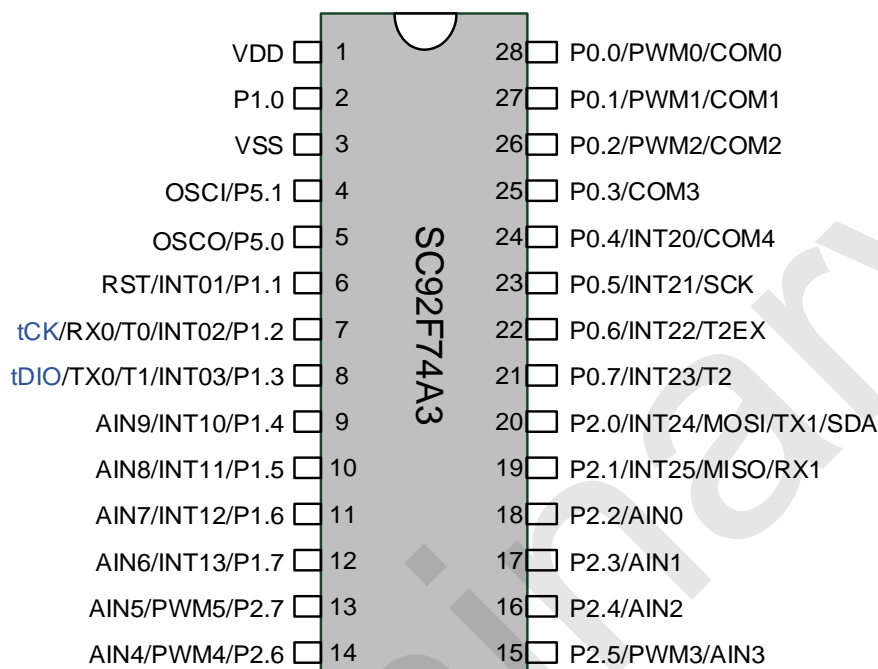 VDD 1 28 P0.0/PWM0/COM0
P1.0 2 27 P0.1/PWM1/COM1
VSS 3 26 P0.2/PWM2/COM2
OSCI/P5.1 4 25 P0.3/COM3
OSCO/P5.0 5 24 P0.4/INT20/COM4
RST/INT01/P1.1 6 23 P0.5/INT21/SCK
tCK/RX0/T0/INT02/P1.2 7 22 P0.6/INT22/T2EX
tDIO/TX0/T1/INT03/P1.3 8 21 P0.7/INT23/T2
AIN9/INT10/P1.4 9 20 P2.0/INT24/MOSI/TX1/SDA
AIN8/INT11/P1.5 10 19 P2.1/INT25/MISO/RX1
AIN7/INT12/P1.6 11 18 P2.2/AIN0
AIN6/INT13/P1.7 12 17 P2.3/AIN1
AIN5/PWM5/P2.7 13 16 P2.4/AIN2
AIN4/PWM4/P2.6 14 15 P2.5/PWM3/AIN3
SC92F74A3